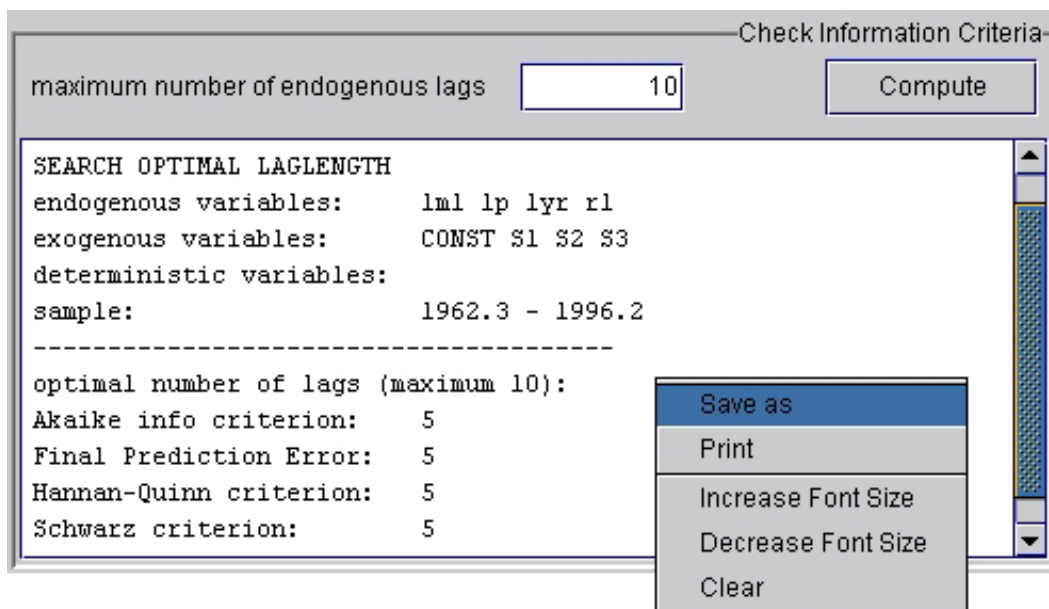 Check Information Criteria
maximum number of endogenous lags 10 Compute
SEARCH OPTIMAL LAGLENGTH
endogenous variables: lml lp lyr rl
exogenous variables: CONST S1 S2 S3
deterministic variables:
sample: 1962.3 - 1996.2
---------------------------------------
optimal number of lags (maximum 10):
Akaike info criterion: 5
Final Prediction Error: 5
Hannan-Quinn criterion: 5
Schwarz criterion: 5
Save as
Print
Increase Font Size
Decrease Font Size
Clear